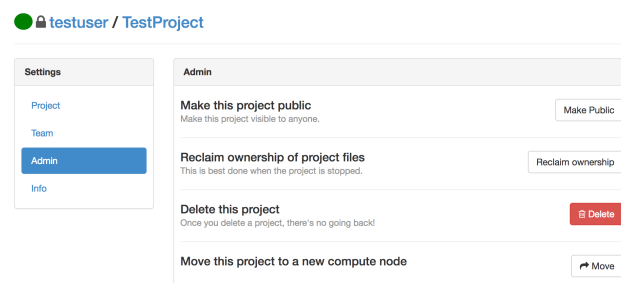 testuser / TestProject
Settings
Project
Team
Admin
Info
Admin
Make this project public
Make this project visible to anyone.
Make Public
Reclaim ownership of project files
This is best done when the project is stopped.
Reclaim ownership
Delete this project
Once you delete a project, there's no going back!
Delete
Move this project to a new compute node
Move